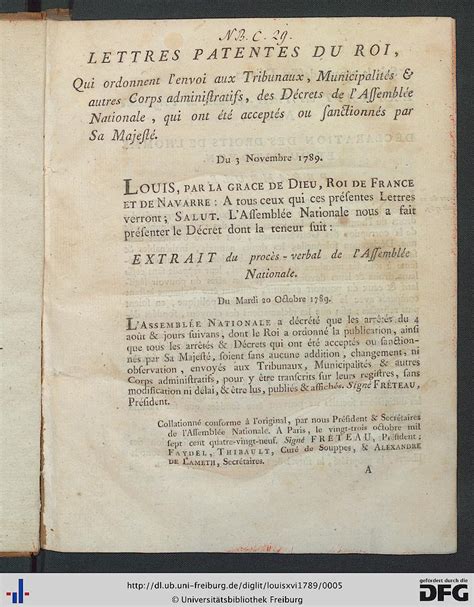 N.B. C. 29.
LETTRES PATENTES DU ROI,
Qui ordonnent l'envoi aux Tribunaux, Municipalités &
autres Corps adminiſtratifs, des Décrets de l'Aſſemblée
Nationale, qui ont été acceptés ou ſanctionnés par
Sa Majeſté.
Du 3 Novembre 1789.
LOUIS, PAR LA GRACE DE DIEU, ROI DE FRANCE
ET DE NAVARRE: A tous ceux qui ces préſentes Lettres
verront; SALUT. L'Aſſemblée Nationale nous a fait
préſenter le Décret dont la teneur ſuit:
EXTRAIT du procès-verbal de l'Aſſemblée
Nationale.
Du Mardi 20 Octobre 1789.
L'ASSEMBLÉE NATIONALE a décrété que les arrêtés du 4
août & jours ſuivans, dont le Roi a ordonné la publication, ainſi
que tous les arrêtés & Décrets qui ont été acceptés ou ſanction-
nés par Sa Majeſté, ſoient ſans aucune addition, changement, ni
obſervation, envoyés aux Tribunaux, Municipalités & autres
Corps adminiſtratifs, pour y être tranſcrits ſur leurs regiſtres, ſans
modification ni délai, & être lus, publiés & affichés. Signé FRÉTEAU,
Préſident.
Collationné conforme à l'original, par nous Préſident & Secrétaires
de l'Aſſemblée Nationale. A Paris, le vingt-trois octobre mil
ſept cent quatre-vingt-neuf. Signé FRÉTEAU, Préſident;
FAYDEL, THIBAULT, Curé de Souppes, & ALEXANDRE
DE LAMETH, Secrétaires.
A
http://dl.ub.uni-freiburg.de/diglit/louisxvi1789/0005
© Universitätsbibliothek Freiburg
gefördert durch die
DFG